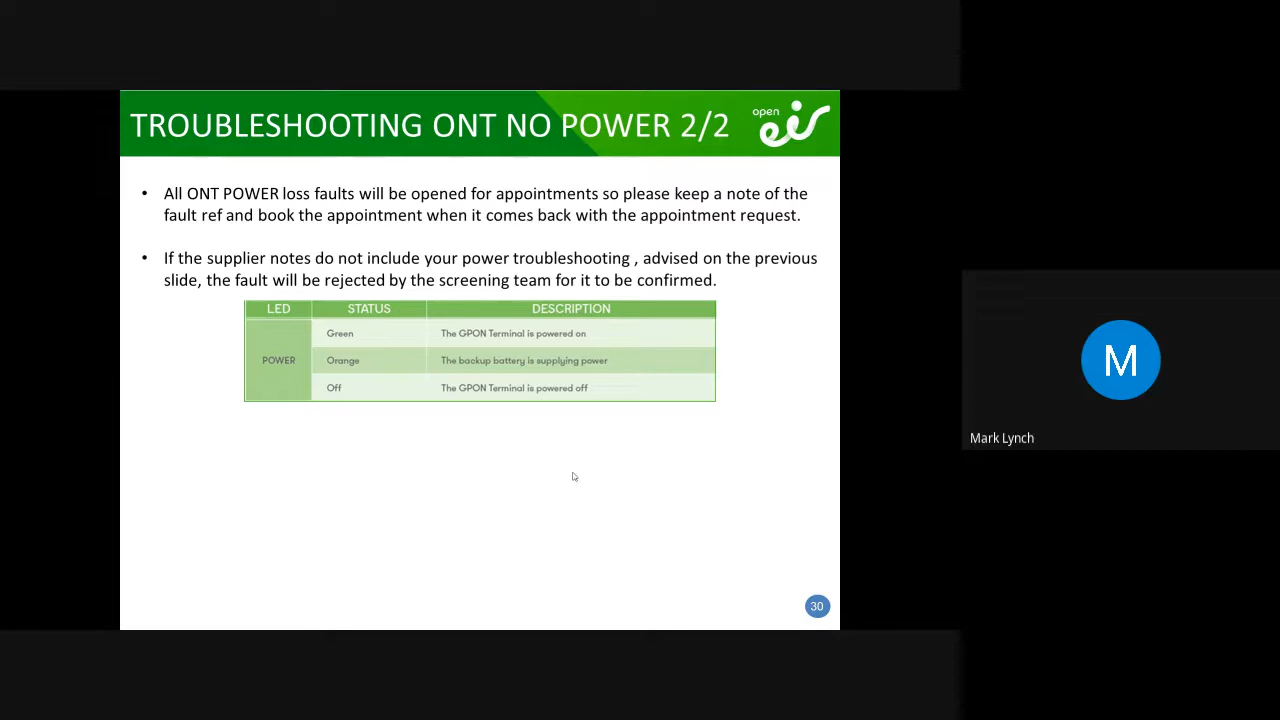 TROUBLESHOOTING ONT NO POWER 2/2
open
eir
• All ONT POWER loss faults will be opened for appointments so please keep a note of the
fault ref and book the appointment when it comes back with the appointment request.
• If the supplier notes do not include your power troubleshooting , advised on the previous
slide, the fault will be rejected by the screening team for it to be confirmed.
LED STATUS DESCRIPTION
Green The GPON Terminal is powered on
POWER Orange The backup battery is supplying power
Off The GPON Terminal is powered off
30
M
Mark Lynch